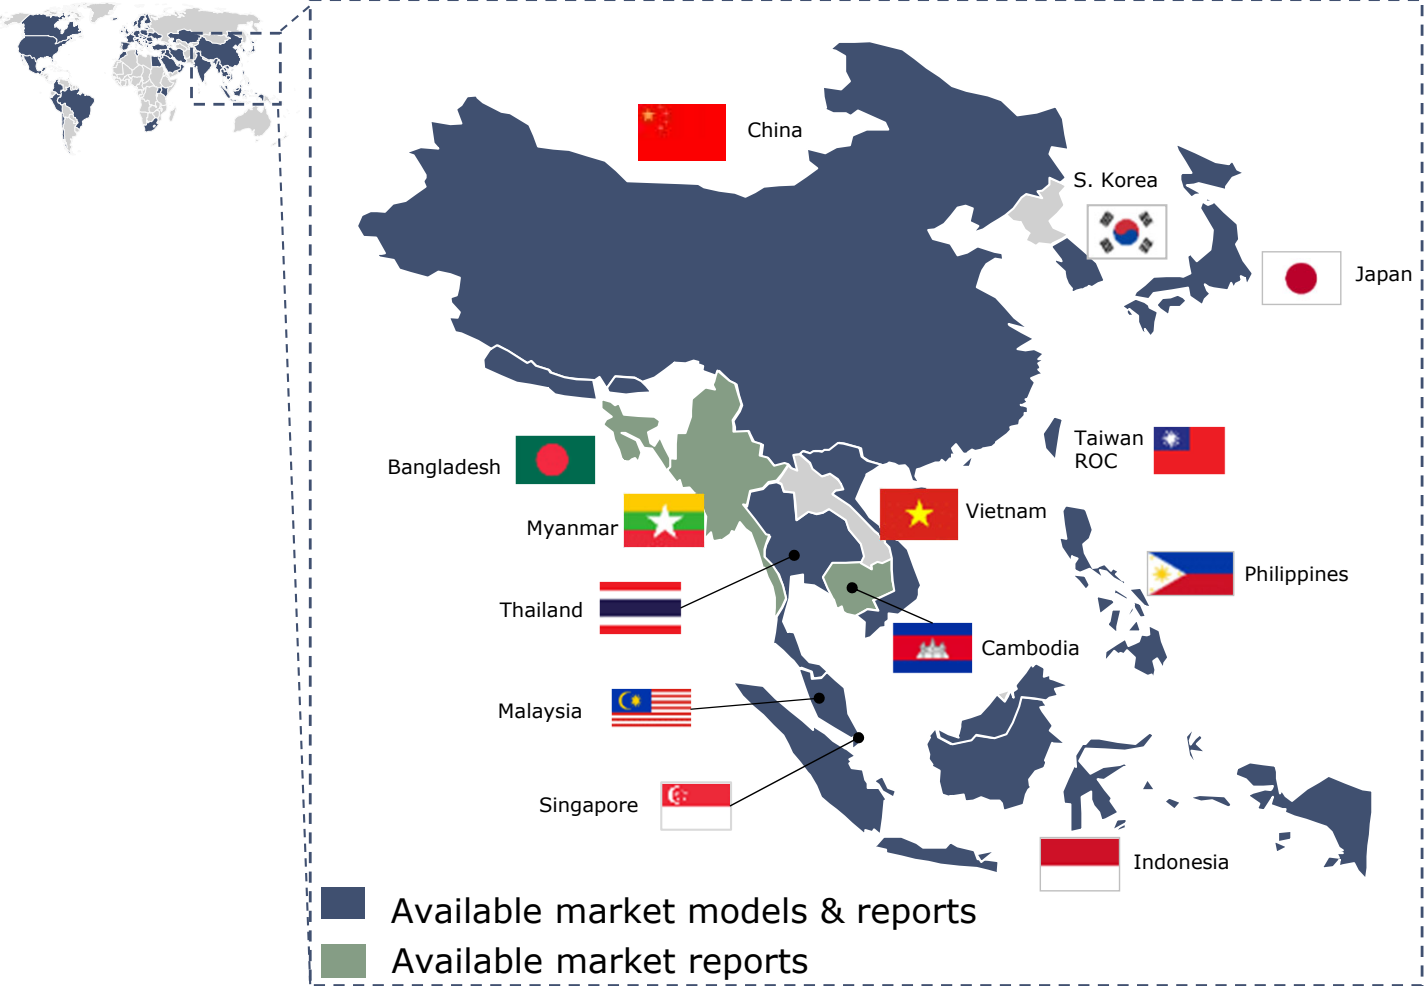 China
S. Korea
Japan
Taiwan
ROC
Bangladesh
Vietnam
Myanmar
Philippines
Thailand
Cambodia
Malaysia
Singapore
Indonesia
Available market models & reports
Available market reports